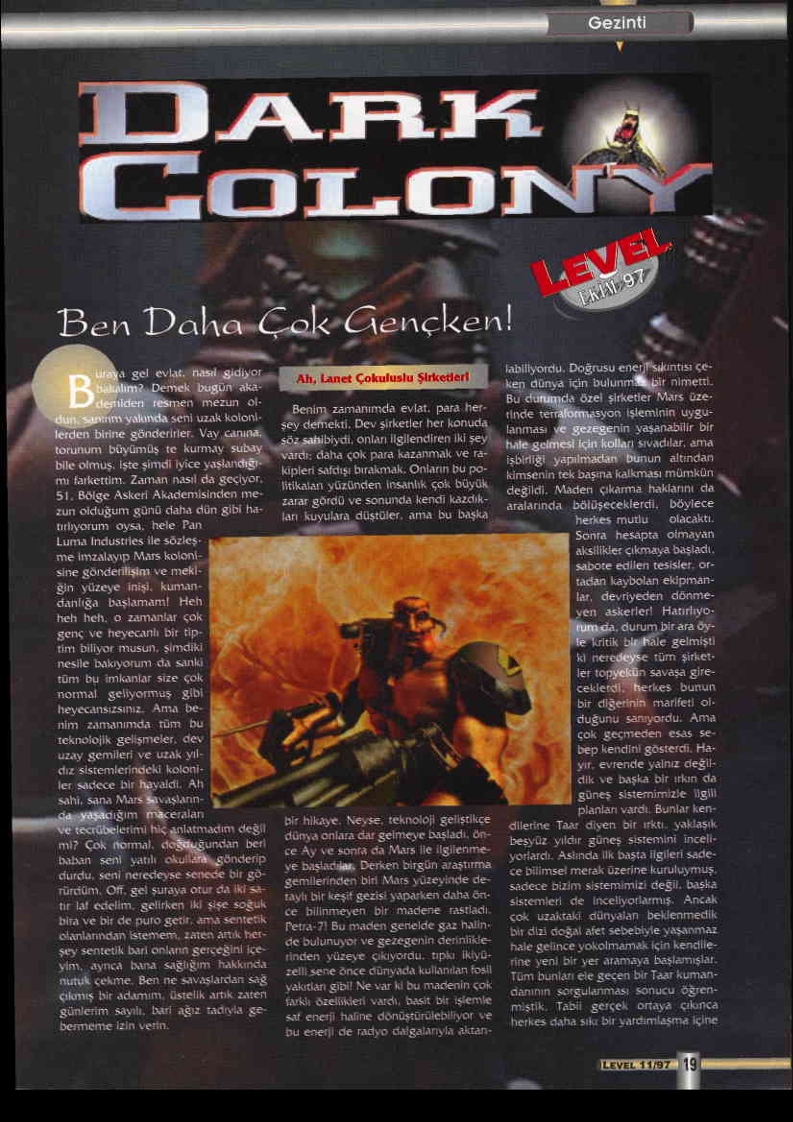 Gezinti
DARK
COLONY
LEVEL
EKİM 97
Ben Daha Çok Gençken!
Buraya gel evlat, nasıl gidiyor
bakalım? Demek bugün aka-
demiden resmen mezun ol-
dun, sanırım yakında seni uzak koloni-
lerden birine gönderirler. Vay canına,
torunum büyümüş te kurmay subay
bile olmuş, işte şimdi iyice yaşlandığı-
mı farkettim. Zaman nasıl da geçiyor,
51. Bölge Askeri Akademisinden me-
zun olduğum günü daha dün gibi ha-
tırlıyorum oysa, hele Pan
Luma Industries ile sözleş-
me imzalayıp Mars koloni-
sine gönderilişim ve meki-
ğin yüzeye inişi, kuman-
danlığa başlamam! Heh
heh heh, o zamanlar çok
genç ve heyecanlı bir tip-
tim biliyor musun, şimdiki
nesile bakıyorum da sanki
tüm bu imkanlar size çok
normal geliyormuş gibi
heyecansızsınız. Ama be-
nim zamanımda tüm bu
teknolojik gelişmeler, dev
uzay gemileri ve uzak yıl-
dız sistemlerindeki koloni-
ler sadece bir hayaldi. Ah
sahi, sana Mars savaşların-
da yaşadığım maceraları
ve tecrübelerimi hiç anlatmadım değil
mi? Çok normal, doğduğundan beri
baban seni yatılı okullara gönderip
durdu, seni neredeyse senede bir gö-
rürdüm. Off, gel şuraya otur da iki sa-
tır laf edelim, gelirken iki şişe soğuk
bira ve bir de puro getir, ama sentetik
olanlarından istemem, zaten artık her-
şey sentetik bari onların gerçeğini içe-
yim, ayrıca bana sağlığım hakkında
nutuk çekme. Ben ne savaşlardan sağ
çıkmış bir adamım, üstelik artık zaten
günlerim sayılı, bari ağız tadıyla ge-
bermeme izin verin.
Ah, Lanet Çokuluslu Şirketler!
Benim zamanımda evlat, para her-
şey demekti. Dev şirketler her konuda
söz sahibiydi, onları ilgilendiren iki şey
vardı; daha çok para kazanmak ve ra-
kipleri safdışı bırakmak. Onların bu po-
litikaları yüzünden insanlık çok büyük
zarar gördü ve sonunda kendi kazdık-
ları kuyulara düştüler, ama bu başka
bir hikaye. Neyse, teknoloji geliştikçe
dünya onlara dar gelmeye başladı, ön-
ce Ay ve sonra da Mars ile ilgilenme-
ye başladılar. Derken birgün araştırma
gemilerinden biri Mars yüzeyinde de-
taylı bir keşif gezisi yaparken daha ön-
ce bilinmeyen bir madene rastladı,
Petra-7! Bu maden genelde gaz halin-
de bulunuyor ve gezegenin derinlikle-
rinden yüzeye çıkıyordu, tıpkı ikiyü-
zelli sene önce dünyada kullanılan fosil
yakıtları gibi! Ne var ki bu madenin çok
farklı özellikleri vardı, basit bir işlemle
saf enerji haline dönüştürülebiliyor ve
bu enerji de radyo dalgalarıyla aktarı-
labiliyordu. Doğrusu enerji sıkıntısı çe-
ken dünya için bulunmaz bir nimetti.
Bu durumda özel şirketler Mars üze-
rinde terraformasyon işleminin uygu-
lanması ve gezegenin yaşanabilir bir
hale gelmesi için kolları sıvadılar, ama
işbirliği yapılmadan bunun altından
kimsenin tek başına kalkması mümkün
değildi. Maden çıkarma haklarını da
aralarında bölüşeceklerdi, böylece
herkes mutlu olacaktı.
Sonra hesapta olmayan
aksilikler çıkmaya başladı,
sabote edilen tesisler, or-
tadan kaybolan ekipman-
lar, devriyeden dönme-
yen askerler! Hatırlıyo-
rum da, durum bir ara öy-
le kritik bir hale gelmişti
ki neredeyse tüm şirket-
ler topyekün savaşa gire-
ceklerdi, herkes bunun
bir diğerinin marifeti ol-
duğunu sanıyordu. Ama
çok geçmeden esas se-
bep kendini gösterdi. Ha-
yır, evrende yalnız değil-
dik ve başka bir ırkın da
güneş sistemimizle ilgili
planları vardı. Bunlar ken-
dilerine Taar diyen bir ırktı, yaklaşık
beşyüz yıldır güneş sistemini inceli-
yorlardı. Aslında ilk başta ilgileri sade-
ce bilimsel merak üzerine kuruluymuş,
sadece bizim sistemimizi değil, başka
sistemleri de inceliyorlarmış. Ancak
çok uzaktaki dünyaları beklenmedik
bir dizi doğal afet sebebiyle yaşanmaz
hale gelince yokolmamak için kendile-
rine yeni bir yer aramaya başlamışlar.
Tüm bunları ele geçen bir Taar kuman-
danının sorgulanması sonucu öğren-
miştik. Tabii gerçek ortaya çıkınca
herkes daha sıkı bir yardımlaşma içine
LEVEL 11/97 19